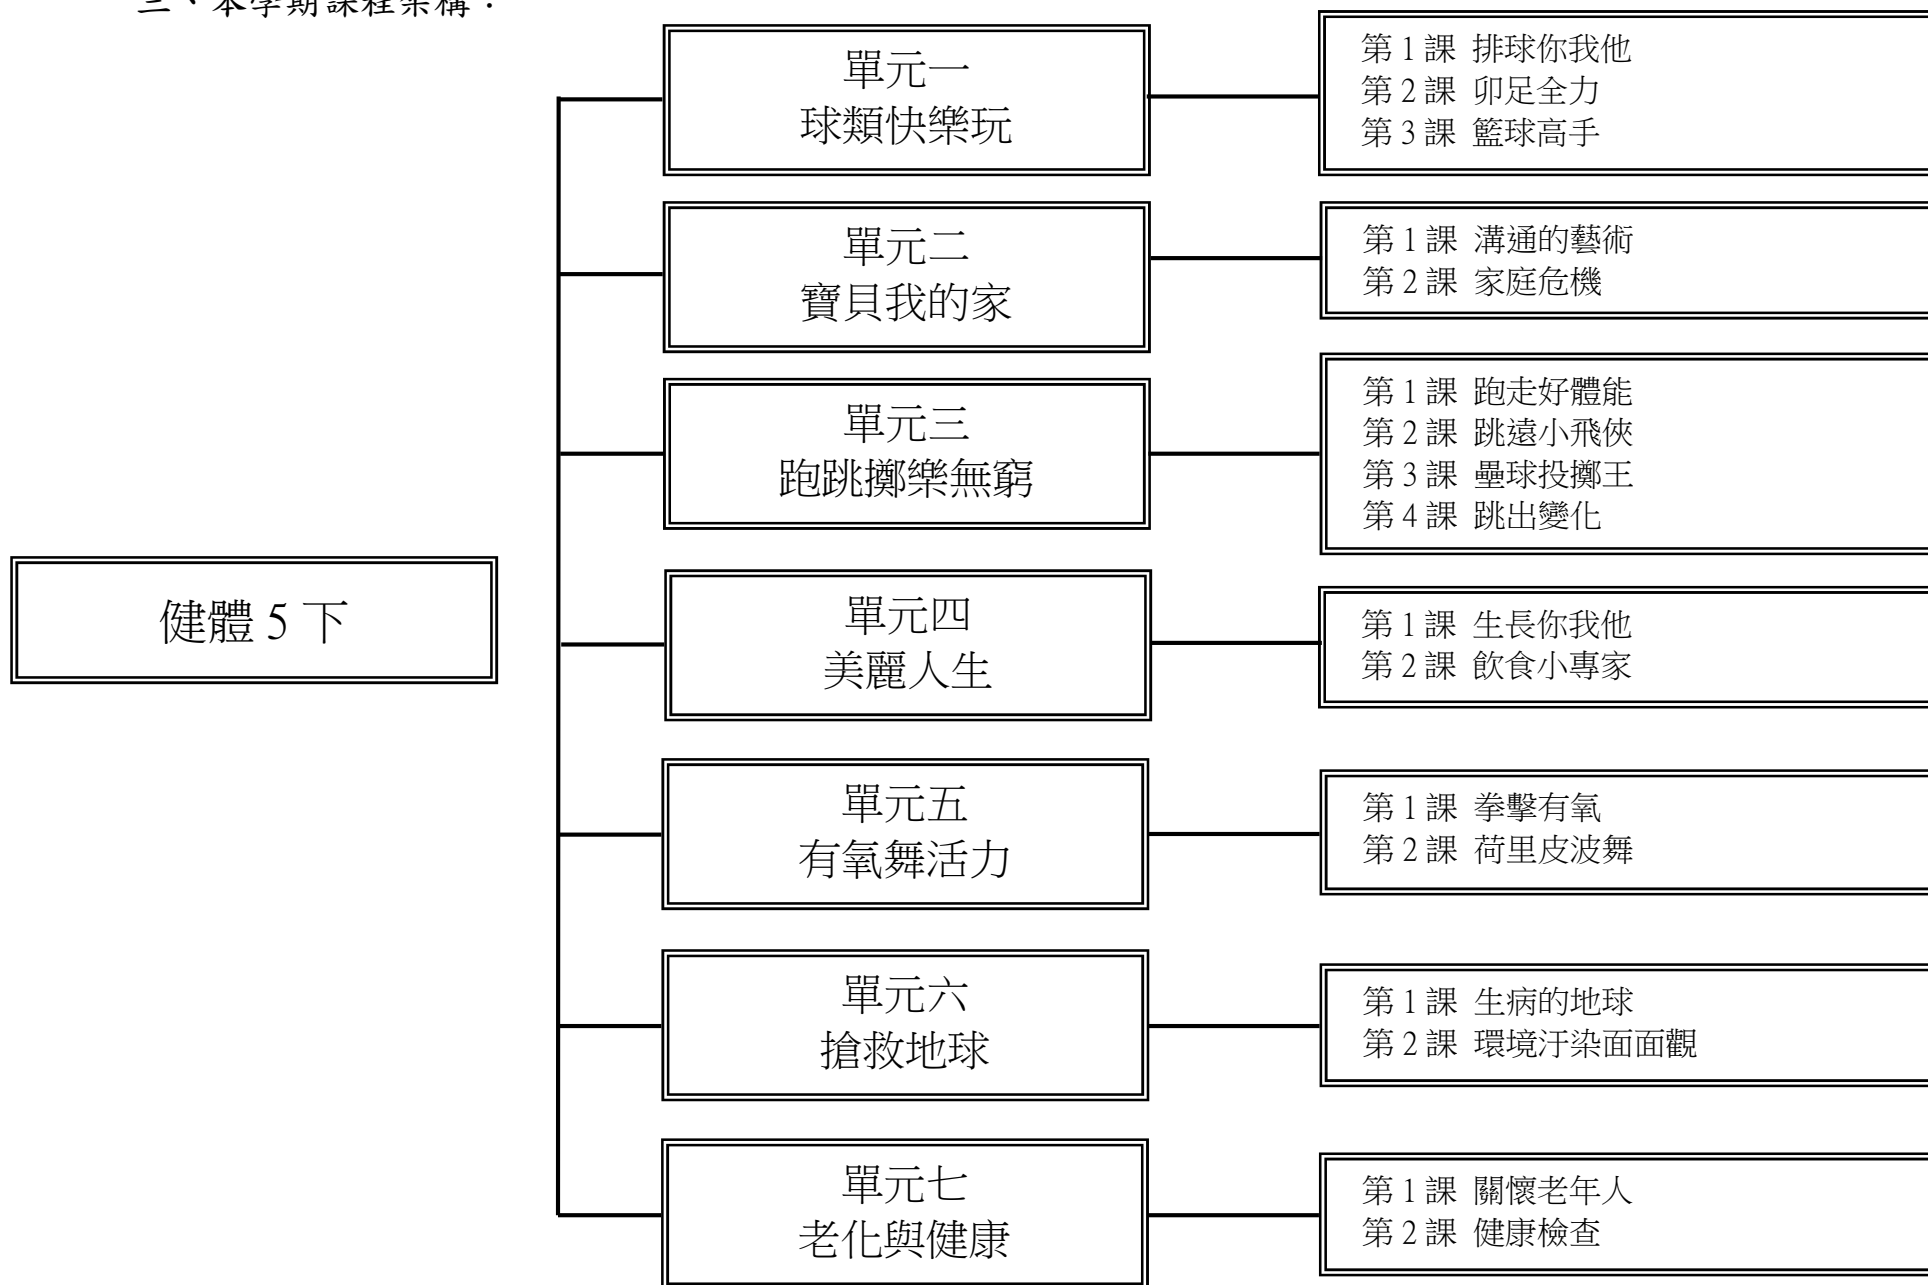 三、本學期課程架構：
健體 5 下
單元一
球類快樂玩
第 1 課 排球你我他
第 2 課 卯足全力
第 3 課 籃球高手
單元二
寶貝我的家
第 1 課 溝通的藝術
第 2 課 家庭危機
單元三
跑跳擲樂無窮
第 1 課 跑走好體能
第 2 課 跳遠小飛俠
第 3 課 壘球投擲王
第 4 課 跳出變化
單元四
美麗人生
第 1 課 生長你我他
第 2 課 飲食小專家
單元五
有氧舞活力
第 1 課 拳擊有氧
第 2 課 荷里皮波舞
單元六
搶救地球
第 1 課 生病的地球
第 2 課 環境汙染面面觀
單元七
老化與健康
第 1 課 關懷老年人
第 2 課 健康檢查